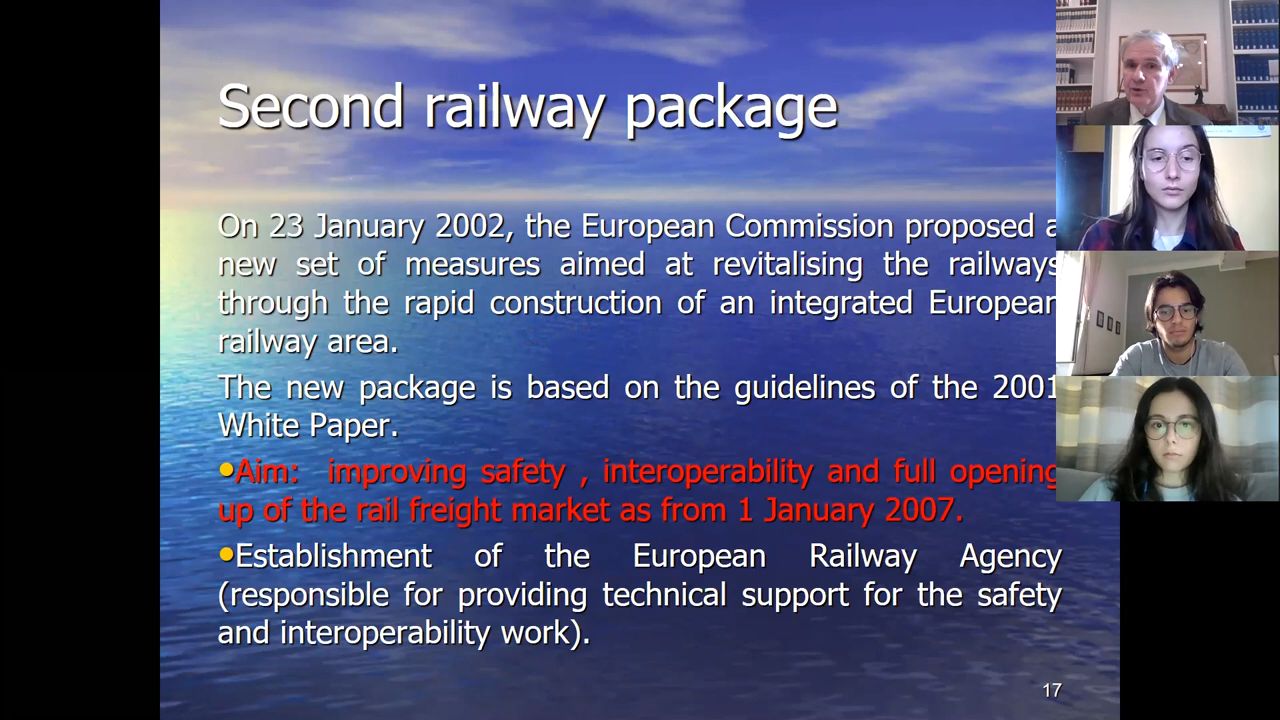 Second railway package
On 23 January 2002, the European Commission proposed a
new set of measures aimed at revitalising the railways
through the rapid construction of an integrated European
railway area.
The new package is based on the guidelines of the 2001
White Paper.
•Aim: improving safety , interoperability and full opening
up of the rail freight market as from 1 January 2007.
•Establishment of the European Railway Agency
(responsible for providing technical support for the safety
and interoperability work).
17